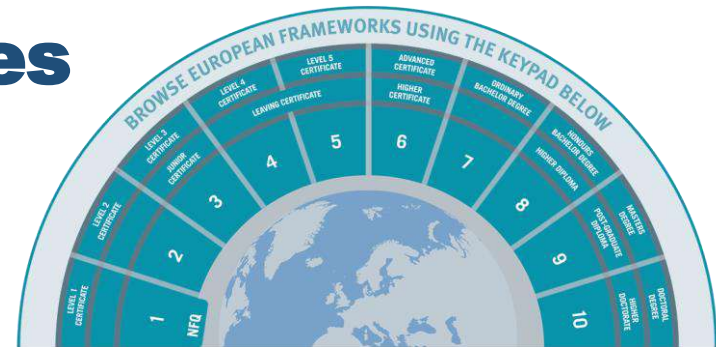 es
BROWSE EUROPEAN FRAMEWORKS USING THE KEYPAD BELOW
LEVEL 1
CERTIFICATE
LEVEL 2
CERTIFICATE
LEVEL 3
CERTIFICATE
LEVEL 4
CERTIFICATE
LEVEL 5
CERTIFICATE
ADVANCED
CERTIFICATE
ORDINARY
BACHELOR DEGREE
HONOURS
BACHELOR DEGREE
MASTERS
DEGREE
DOCTORAL
DEGREE
JUNIOR
CERTIFICATE
LEAVING CERTIFICATE
HIGHER
CERTIFICATE
HIGHER DIPLOMA
POST-GRADUATE
DIPLOMA
HIGHER
DOCTORATE
1
2
3
4
5
6
7
8
9
10
NFQ